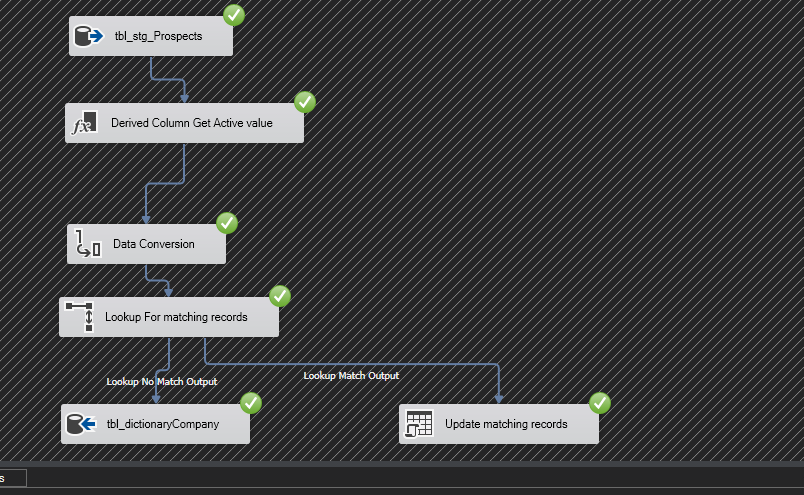 tbl_stg_Prospects
fx
Derived Column Get Active value
Data Conversion
Lookup For matching records
Lookup No Match Output
Lookup Match Output
tbl_dictionaryCompany
Update matching records
s